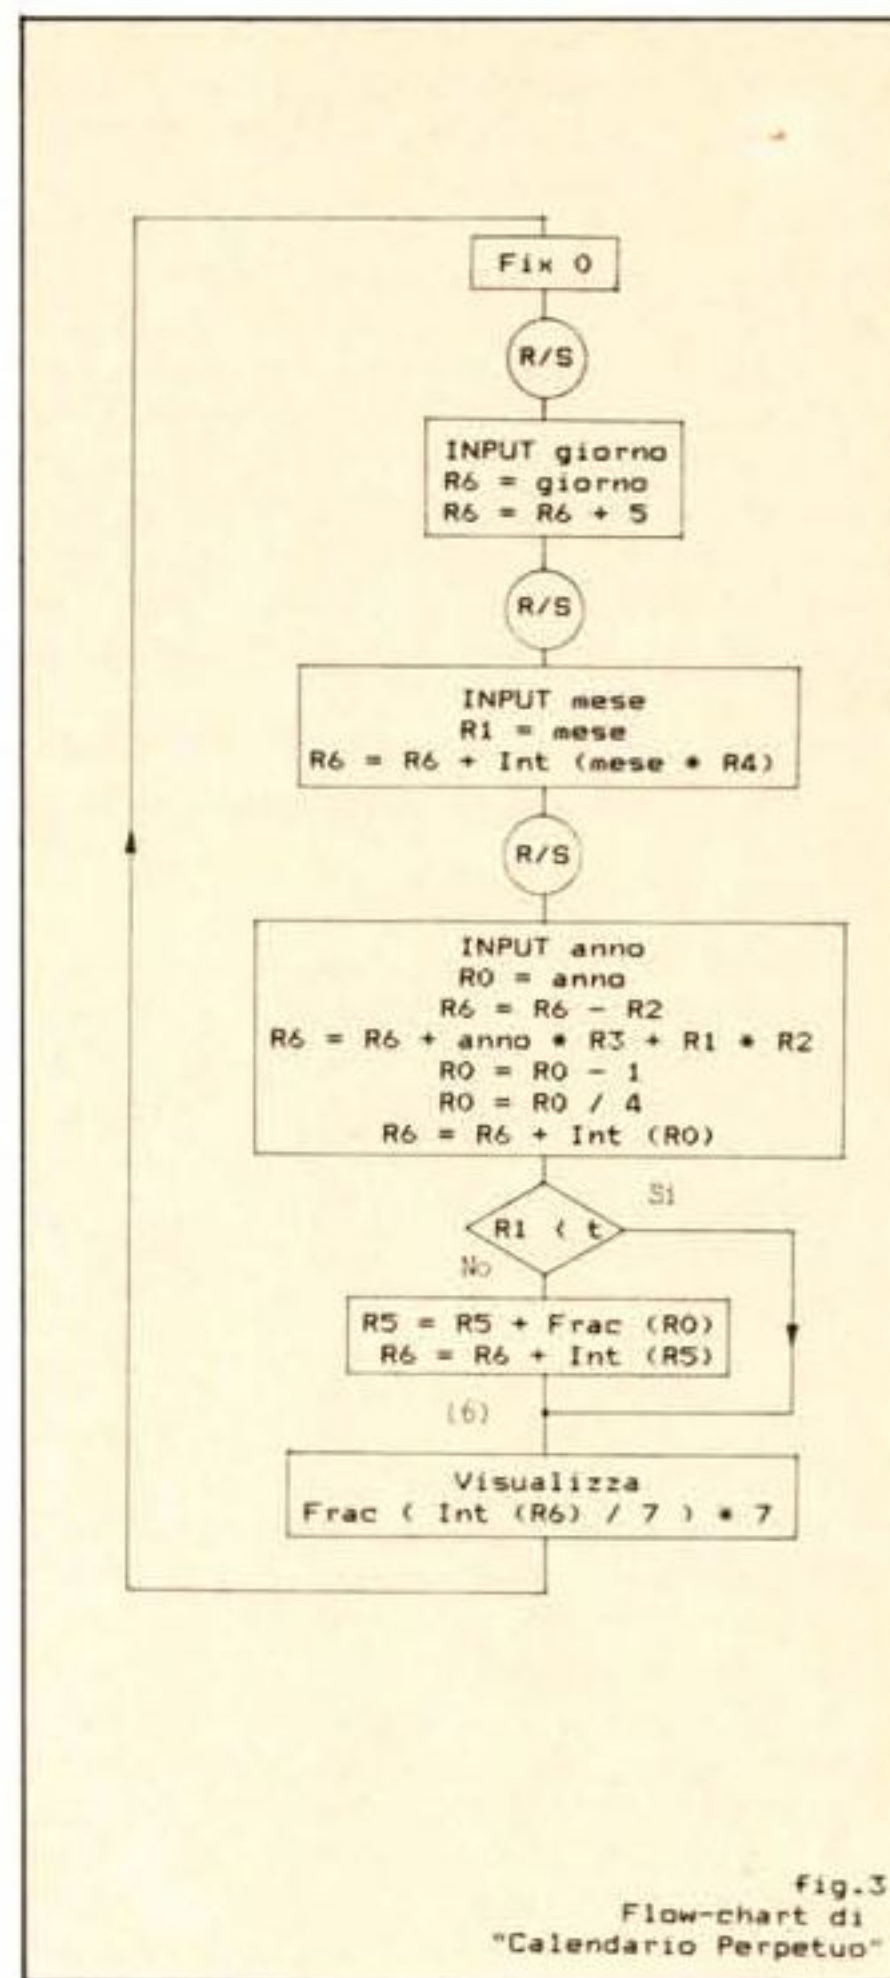 Fix 0
R/S
INPUT giorno
R6 = giorno
R6 = R6 + 5
R/S
INPUT mese
R1 = mese
R6 = R6 + Int (mese * R4)
R/S
INPUT anno
R0 = anno
R6 = R6 - R2
R6 = R6 + anno * R3 + R1 * R2
R0 = R0 - 1
R0 = R0 / 4
R6 = R6 + Int (R0)
Si
R1 < t
No
R5 = R5 + Frac (R0)
R6 = R6 + Int (R5)
(6)
Visualizza
Frac ( Int (R6) / 7 ) * 7
fig.3
Flow-chart di
"Calendario Perpetuo"